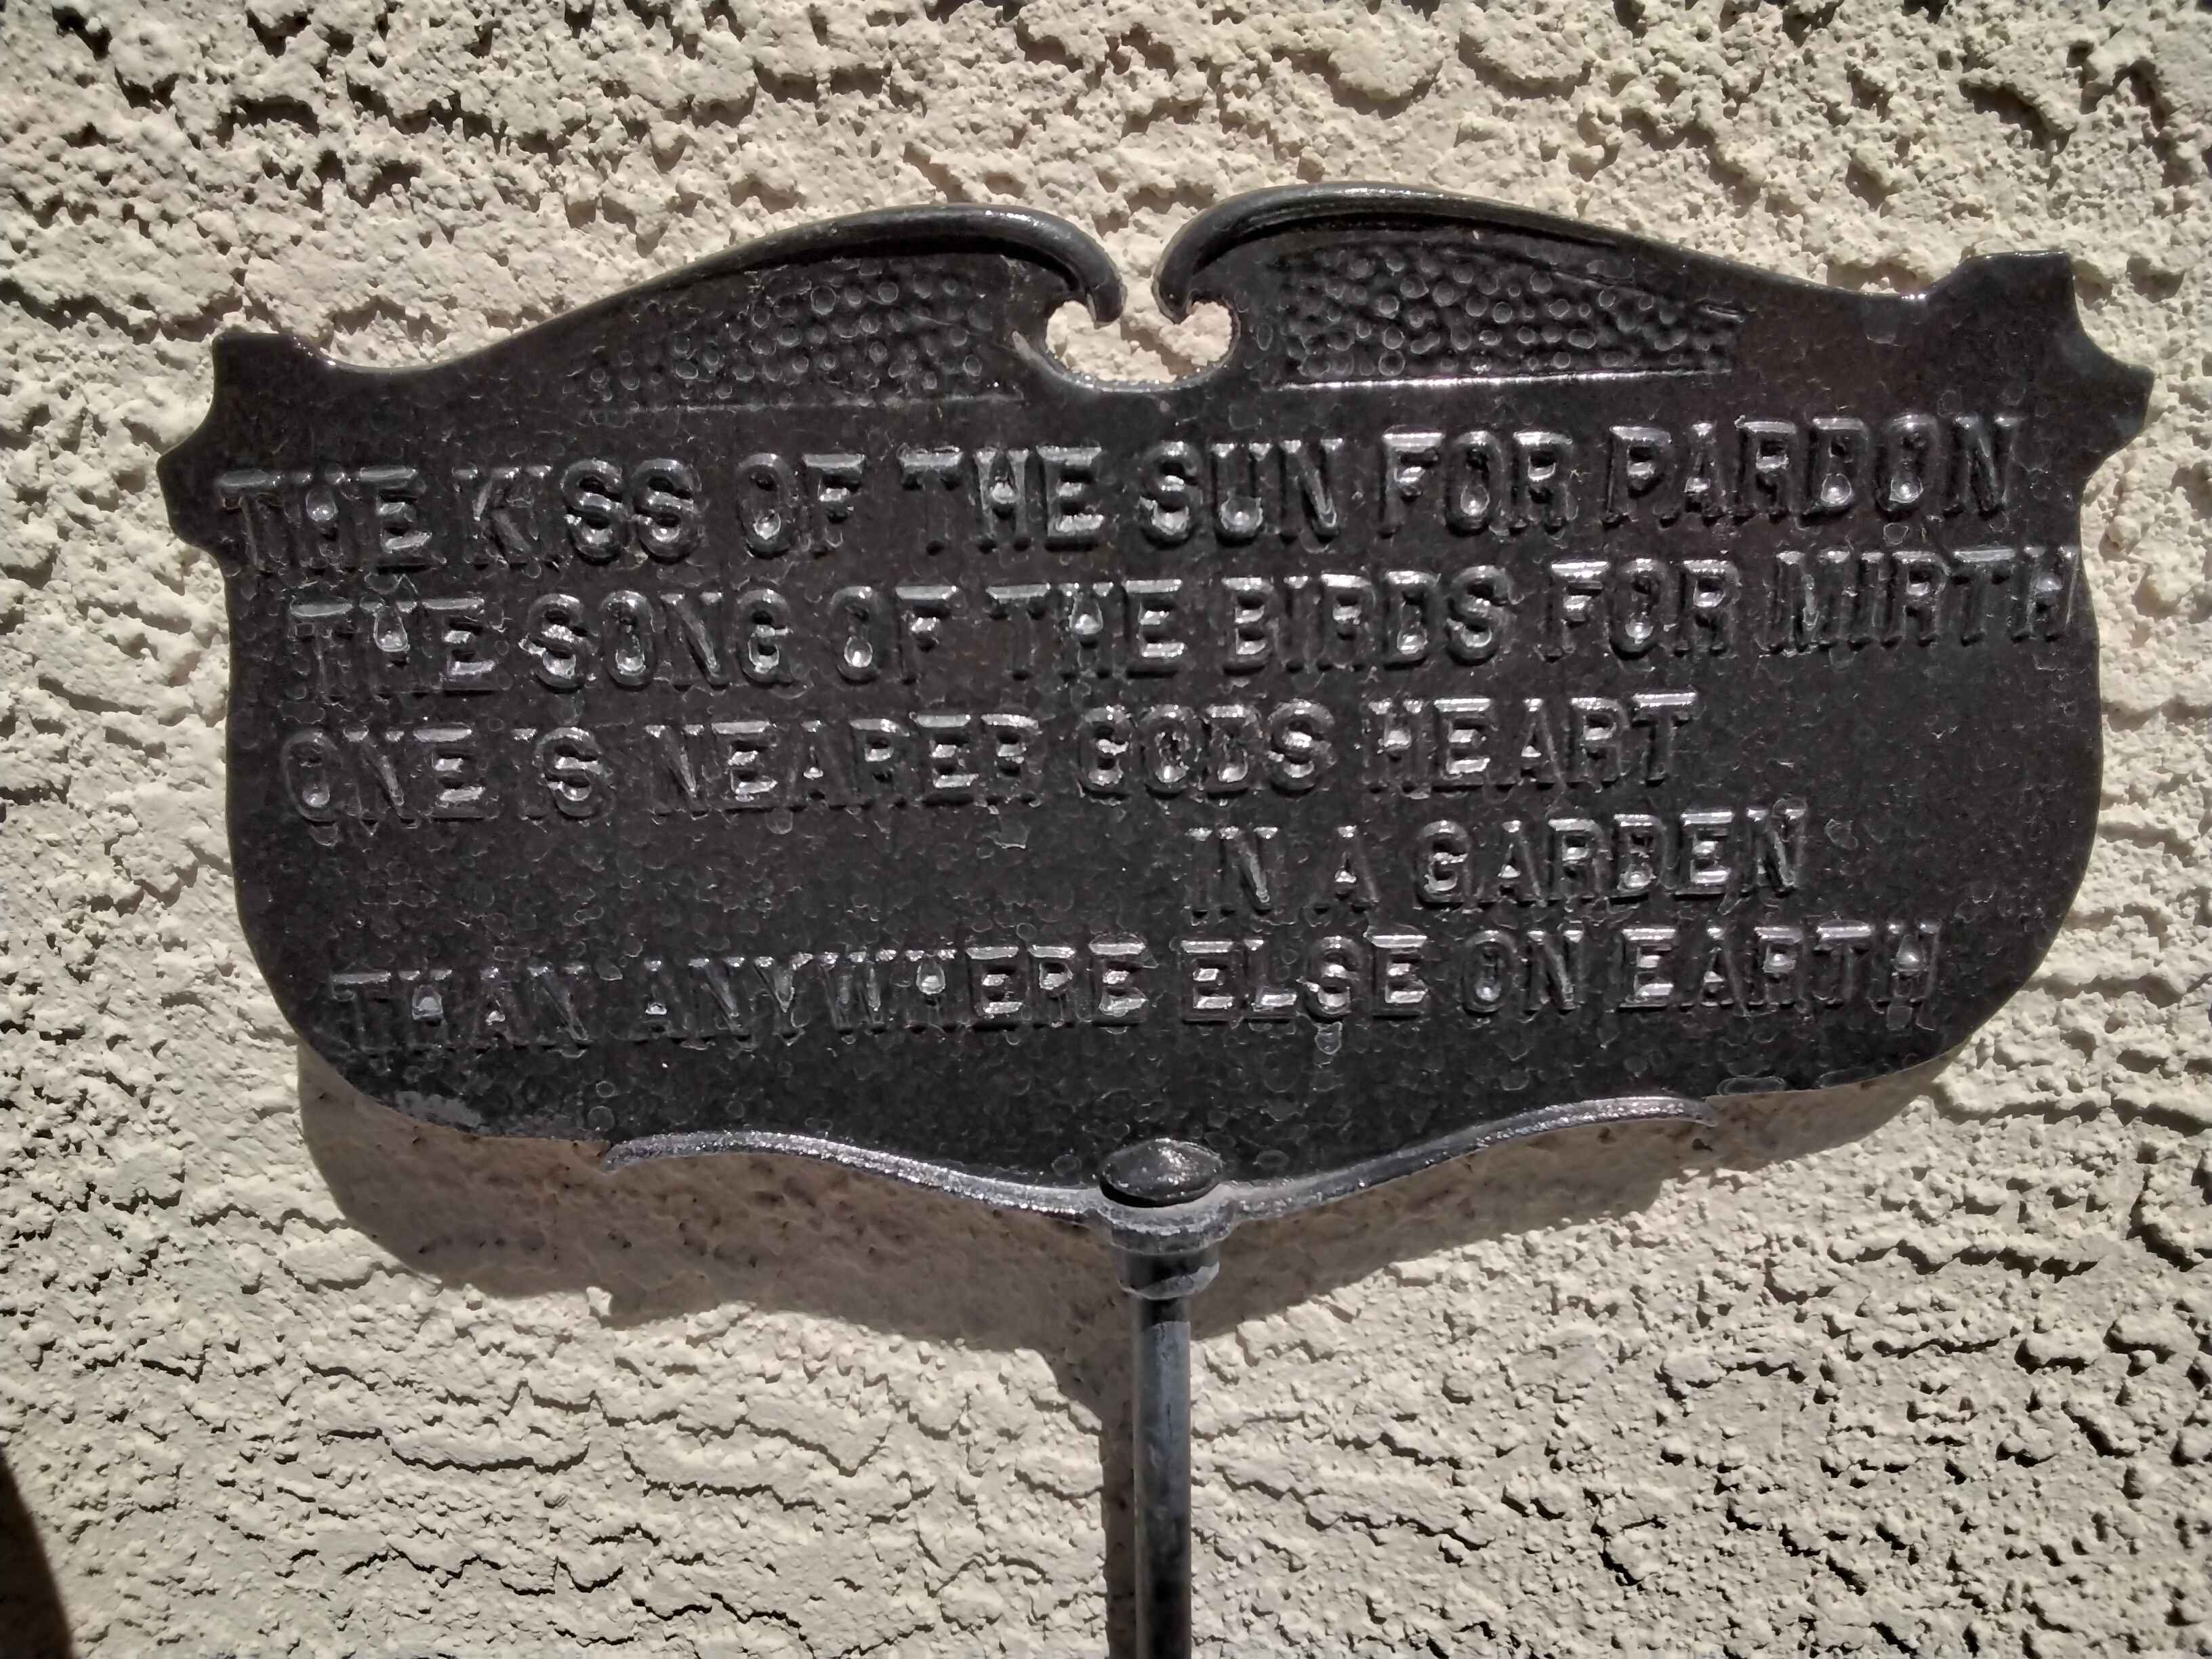 THE KISS OF THE SUN FOR PARDON
THE SONG OF THE BIRDS FOR MIRTH
ONE IS NEARER GODS HEART
IN A GARDEN
THAN ANYWHERE ELSE ON EARTH